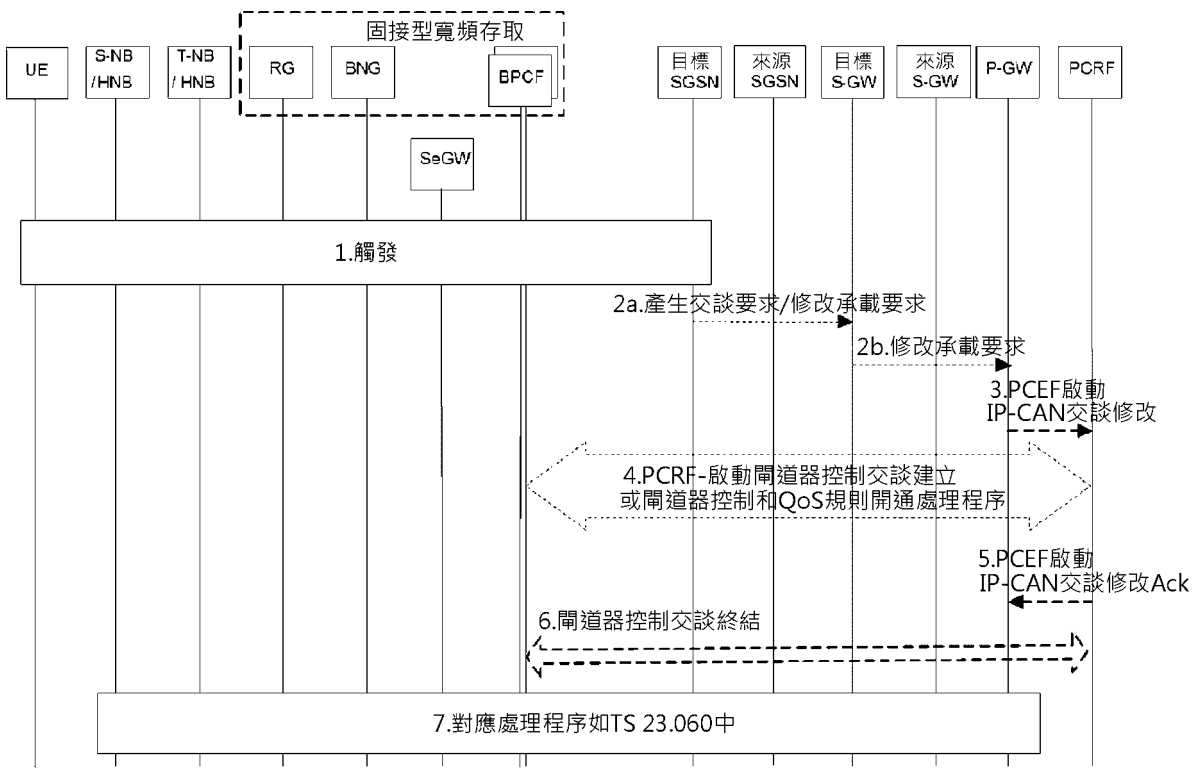 固接型寬頻存取
UE
S-NB
/HNB
T-NB
/HNB
RG
BNG
BPCF
目標
SGSN
來源
SGSN
目標
S-GW
來源
S-GW
P-GW
PCRF
SeGW
1.觸發
2a.產生交談要求/修改承載要求
2b.修改承載要求
3.PCEF啟動
IP-CAN交談修改
4.PCRF-啟動閘道器控制交談建立
或閘道器控制和QoS規則開通處理程序
5.PCEF啟動
IP-CAN交談修改Ack
6.閘道器控制交談終結
7.對應處理程序如TS 23.060中